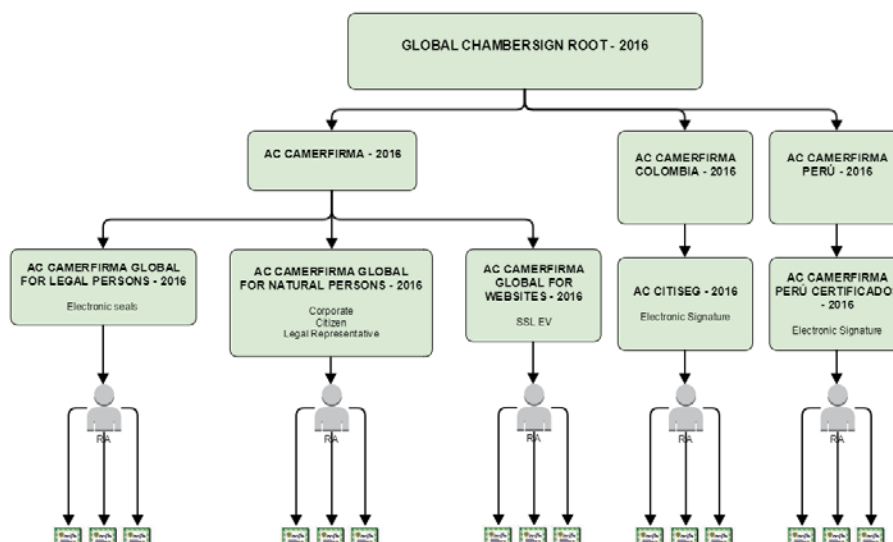 GLOBAL CHAMBERSIGN ROOT - 2016
AC CAMERFIRMA - 2016
AC CAMERFIRMA
COLOMBIA - 2016
AC CAMERFIRMA
PERÚ - 2016
AC CAMERFIRMA GLOBAL
FOR LEGAL PERSONS - 2016
Electronic seals
AC CAMERFIRMA GLOBAL
FOR NATURAL PERSONS - 2016
Corporate
Citizen
Legal Representative
AC CAMERFIRMA
GLOBAL FOR
WEBSITES - 2016
SSL EV
AC CITISEG - 2016
Electronic Signature
AC CAMERFIRMA
PERÚ CERTIFICADOS
- 2016
Electronic Signature
RA
RA
RA
RA
RA